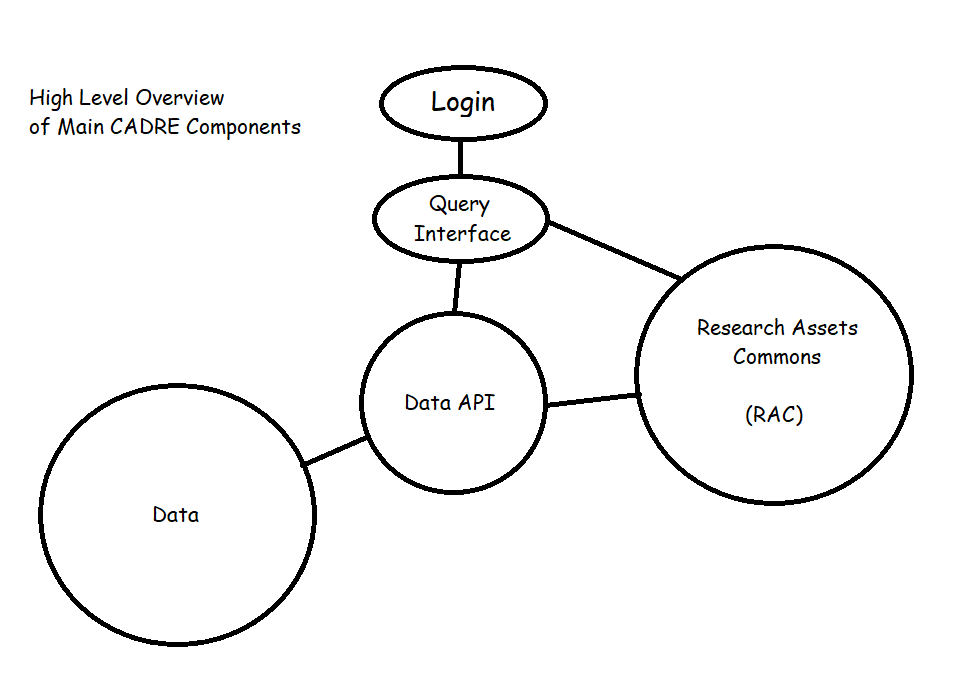 High Level Overview
of Main CADRE Components
Login
Query
Interface
Research Assets
Commons
(RAC)
Data API
Data